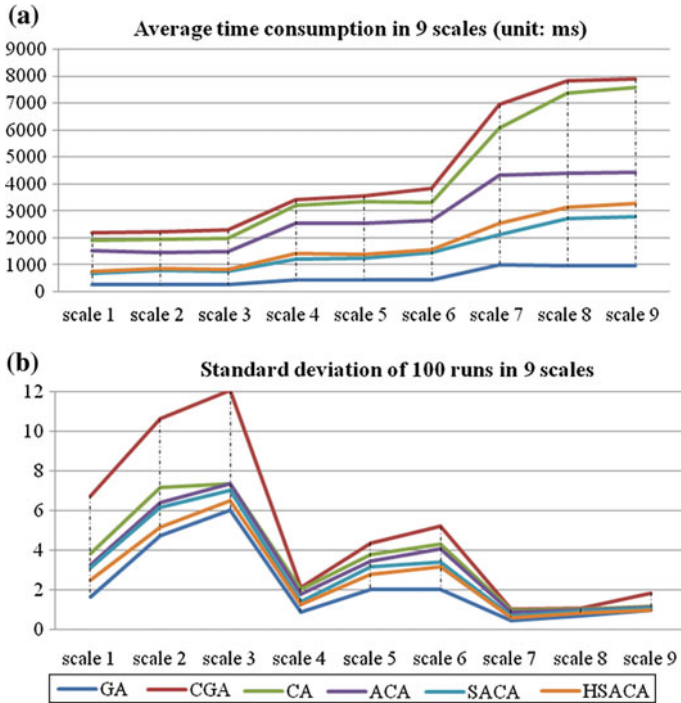 (a)
Average time consumption in 9 scales (unit: ms)
9000
8000
7000
6000
5000
4000
3000
2000
1000
0
scale 1 scale 2 scale 3 scale 4 scale 5 scale 6 scale 7 scale 8 scale 9
(b)
Standard deviation of 100 runs in 9 scales
12
10
8
6
4
2
0
scale 1 scale 2 scale 3 scale 4 scale 5 scale 6 scale 7 scale 8 scale 9
GA CGA CA ACA SACA HSACA